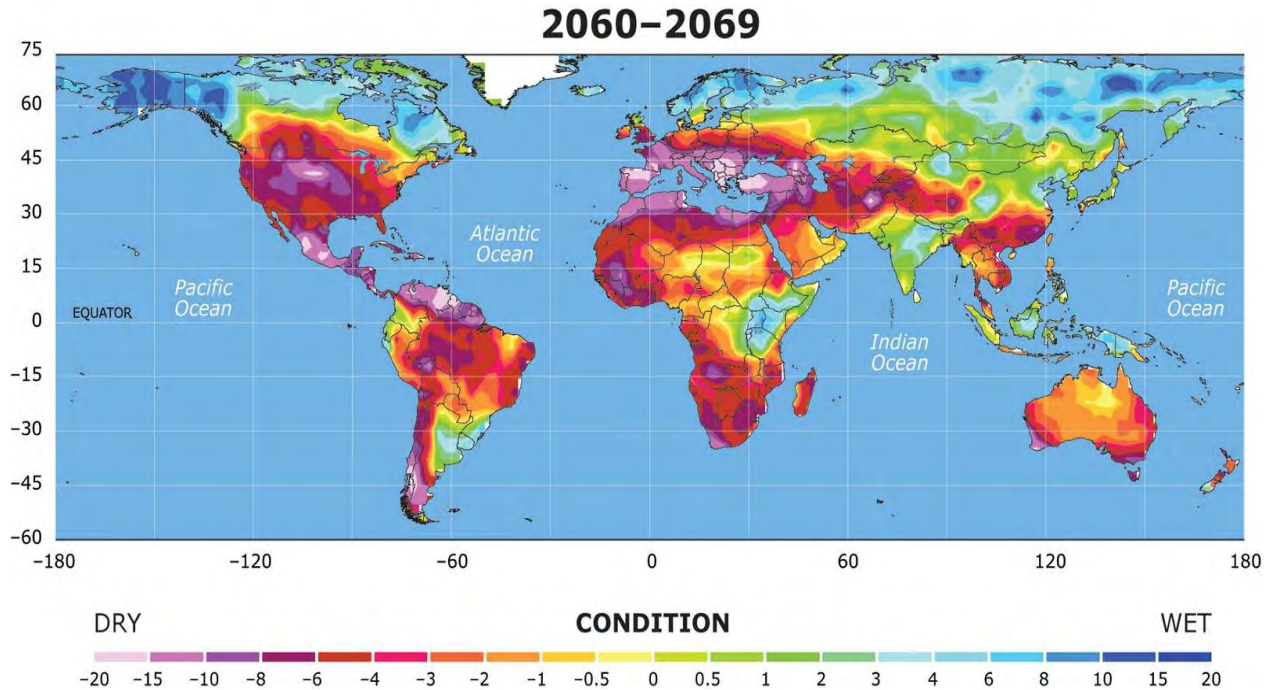 2060–2069
75
60
45
30
15
0
−15
−30
−45
−60
Atlantic
Ocean
Pacific
Ocean
EQUATOR
Indian
Ocean
Pacific
Ocean
−180 −120 −60 0 60 120 180
DRY CONDITION WET
−20 −15 −10 −8 −6 −4 −3 −2 −1 −0.5 0 0.5 1 2 3 4 6 8 10 15 20